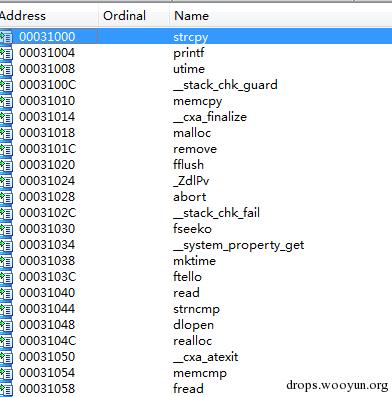 Address Ordinal Name
00031000 strcpy
00031004 printf
00031008 utime
0003100C __stack_chk_guard
00031010 memcpy
00031014 __cxa_finalize
00031018 malloc
0003101C remove
00031020 fflush
00031024 _ZdlPv
00031028 abort
0003102C __stack_chk_fail
00031030 fseeko
00031034 __system_property_get
00031038 mktime
0003103C ftello
00031040 read
00031044 strncmp
00031048 dlopen
0003104C realloc
00031050 __cxa_atexit
00031054 memcmp
00031058 fread
drops.wooyun.org